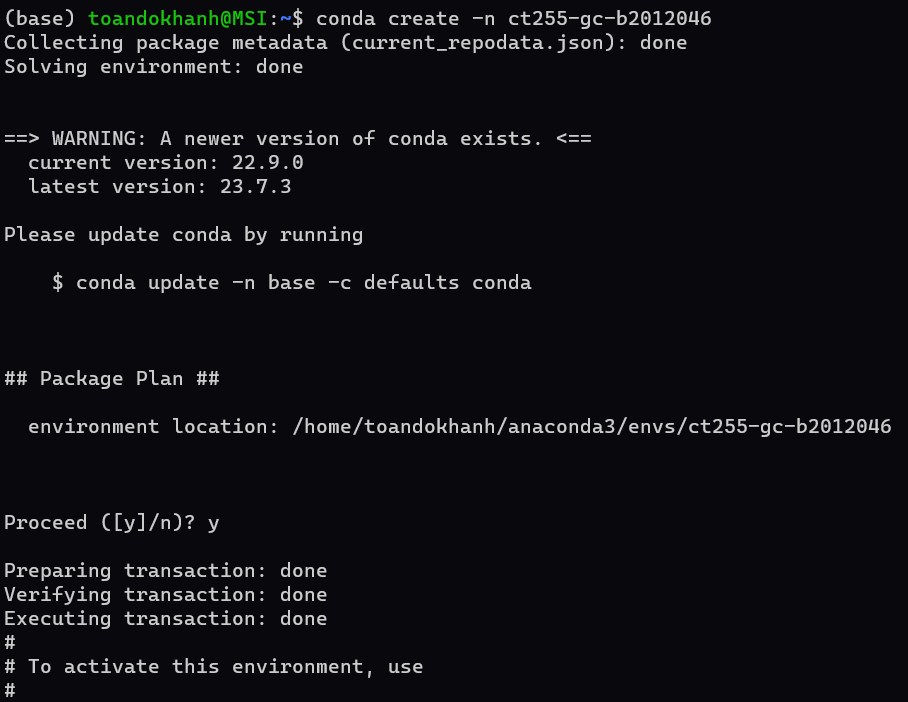 (base) toandokhanh@MSI:~$ conda create -n ct255-gc-b2012046
Collecting package metadata (current_repodata.json): done
Solving environment: done
==> WARNING: A newer version of conda exists. <==
current version: 22.9.0
latest version: 23.7.3
Please update conda by running
$ conda update -n base -c defaults conda
## Package Plan ##
environment location: /home/toandokhanh/anaconda3/envs/ct255-gc-b2012046
Proceed ([y]/n)? y
Preparing transaction: done
Verifying transaction: done
Executing transaction: done
#
# To activate this environment, use
#